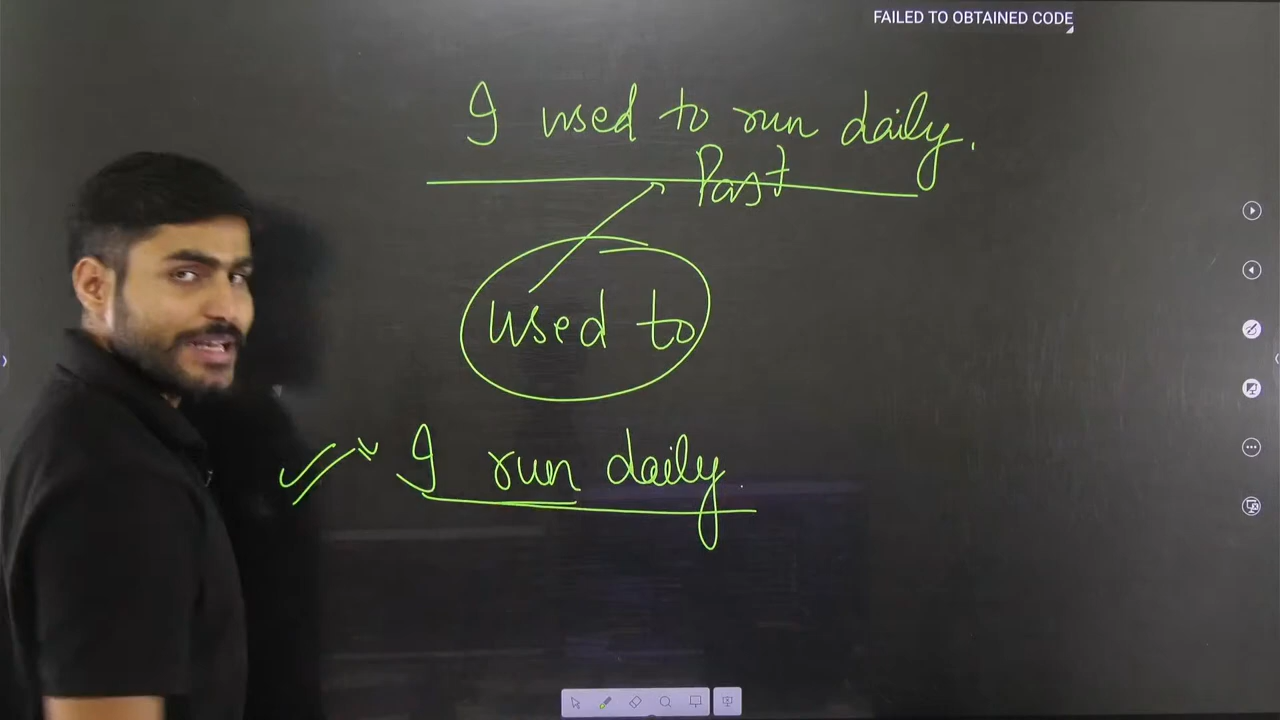 FAILED TO OBTAINED CODE
I used to run daily.
Past
used to
I run daily.